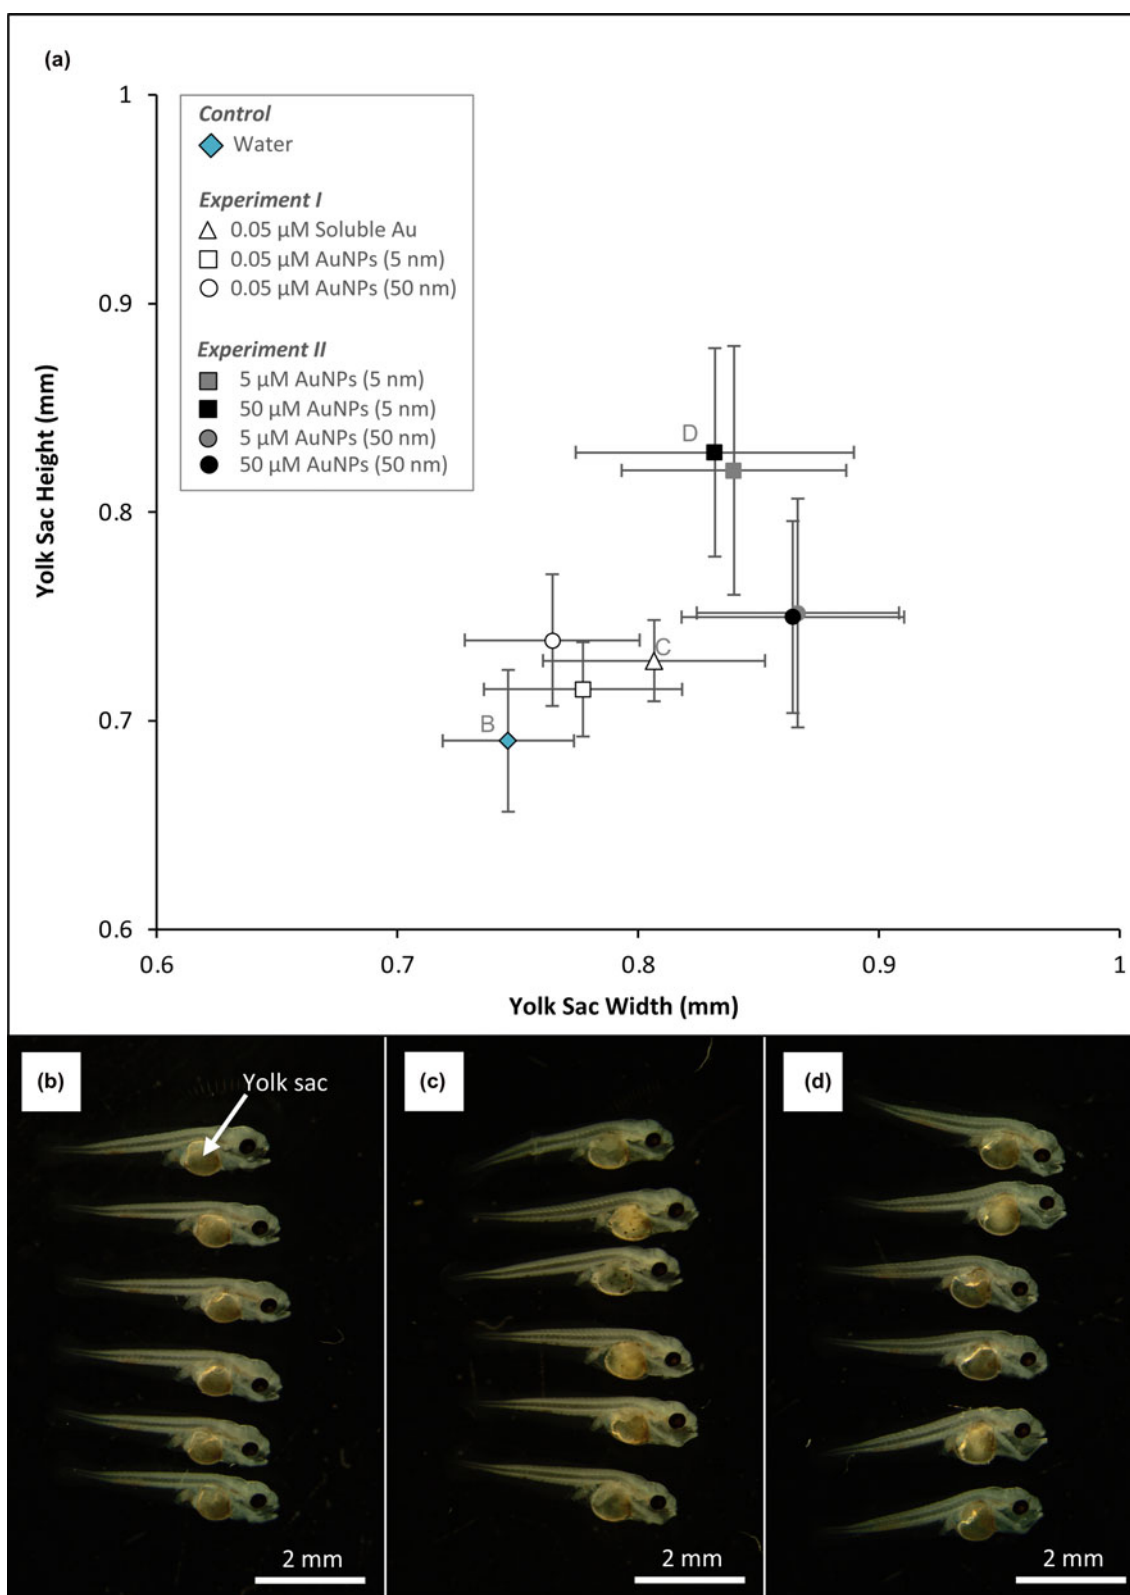 (a)
1
0.9
0.8
0.7
0.6
Yolk Sac Height (mm)
Control
Water
Experiment I
0.05 μM Soluble Au
0.05 μM AuNPs (5 nm)
0.05 μM AuNPs (50 nm)
Experiment II
5 μM AuNPs (5 nm)
50 μM AuNPs (5 nm)
5 μM AuNPs (50 nm)
50 μM AuNPs (50 nm)
D
C
B
0.6 0.7 0.8 0.9 1
Yolk Sac Width (mm)
(b)
Yolk sac
2 mm
(c)
2 mm
(d)
2 mm